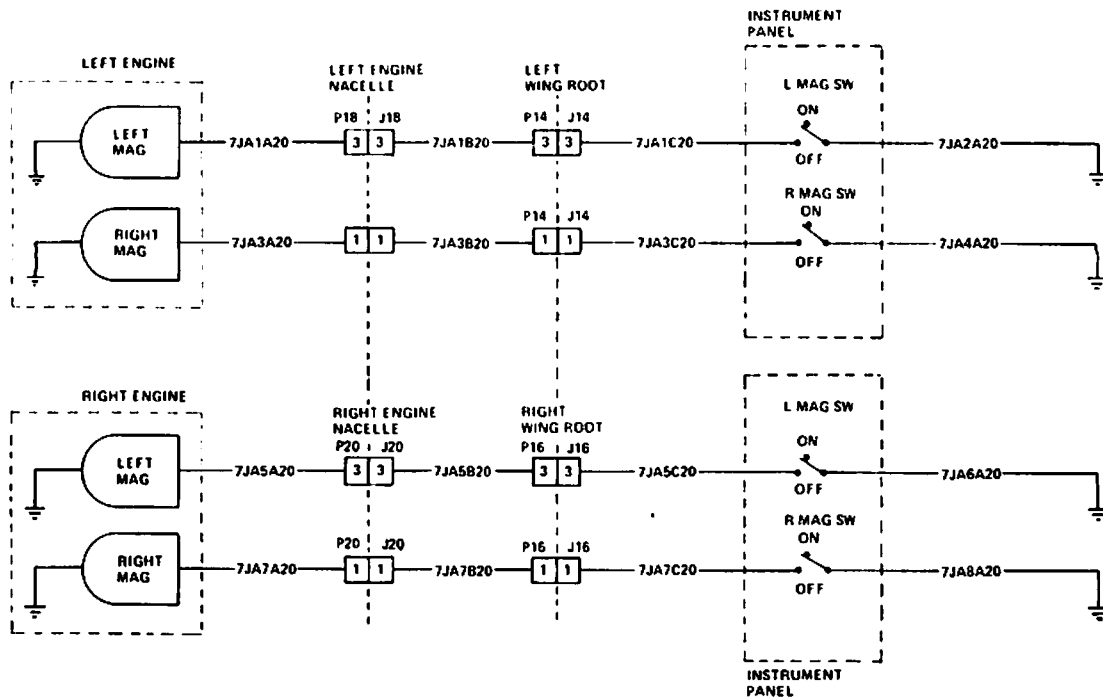 INSTRUMENT
PANEL
LEFT ENGINE
LEFT ENGINE
NACELLE
LEFT
WING ROOT
L MAG SW
ON
P18 J18
P14 J14
LEFT
MAG
7JA1A20
3 3
7JA1B20
3 3
7JA1C20
OFF
7JA2A20
R MAG SW
ON
P14 J14
RIGHT
MAG
7JA3A20
1 1
7JA3B20
1 1
7JA3C20
OFF
7JA4A20
RIGHT ENGINE
RIGHT ENGINE
NACELLE
RIGHT
WING ROOT
L MAG SW
ON
P20 J20
P16 J16
LEFT
MAG
7JA5A20
3 3
7JA5B20
3 3
7JA5C20
OFF
7JA6A20
R MAG SW
ON
P20 J20
P16 J16
RIGHT
MAG
7JA7A20
1 1
7JA7B20
1 1
7JA7C20
OFF
7JA8A20
INSTRUMENT
PANEL